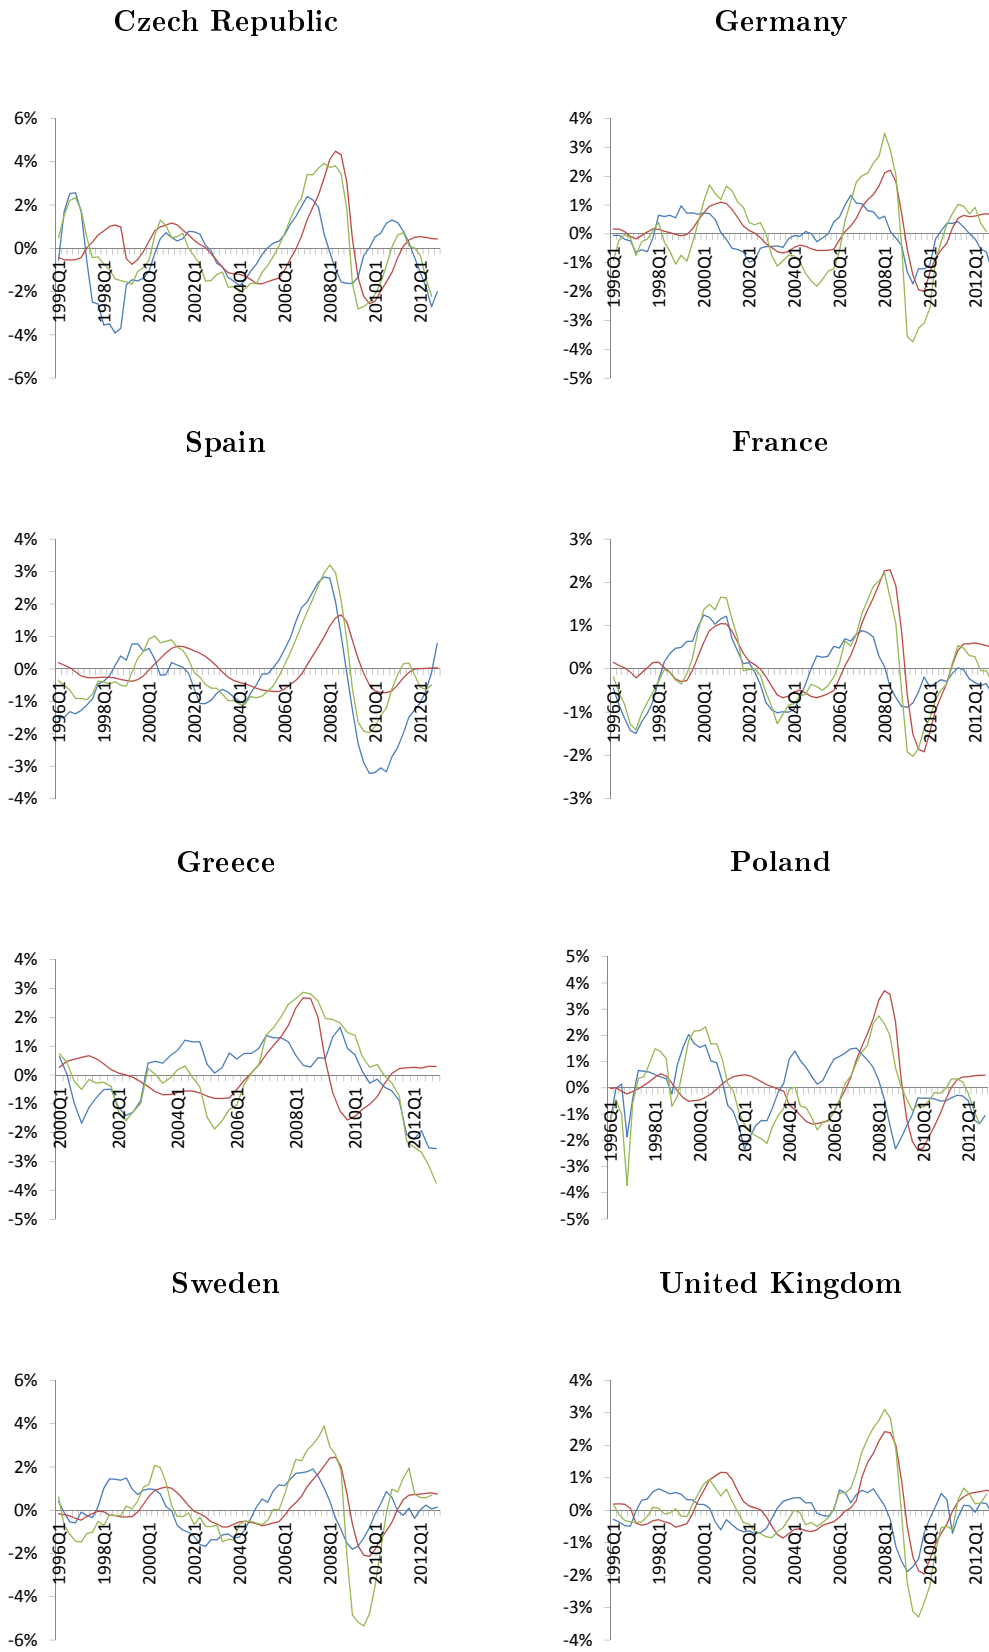 Czech Republic
6%
4%
2%
0%
-2%
-4%
-6%
1996Q1
1998Q1
2000Q1
2002Q1
2004Q1
2006Q1
2008Q1
2010Q1
2012Q1
Germany
4%
3%
2%
1%
0%
-1%
-2%
-3%
-4%
-5%
1996Q1
1998Q1
2000Q1
2002Q1
2004Q1
2006Q1
2008Q1
2010Q1
2012Q1
Spain
4%
3%
2%
1%
0%
-1%
-2%
-3%
-4%
1996Q1
1998Q1
2000Q1
2002Q1
2004Q1
2006Q1
2008Q1
2010Q1
2012Q1
France
3%
2%
1%
0%
-1%
-2%
-3%
1996Q1
1998Q1
2000Q1
2002Q1
2004Q1
2006Q1
2008Q1
2010Q1
2012Q1
Greece
4%
3%
2%
1%
0%
-1%
-2%
-3%
-4%
-5%
2000Q1
2002Q1
2004Q1
2006Q1
2008Q1
2010Q1
2012Q1
Poland
5%
4%
3%
2%
1%
0%
-1%
-2%
-3%
-4%
-5%
1996Q1
1998Q1
2000Q1
2002Q1
2004Q1
2006Q1
2008Q1
2010Q1
2012Q1
Sweden
6%
4%
2%
0%
-2%
-4%
-6%
1996Q1
1998Q1
2000Q1
2002Q1
2004Q1
2006Q1
2008Q1
2010Q1
2012Q1
United Kingdom
4%
3%
2%
1%
0%
-1%
-2%
-3%
-4%
1996Q1
1998Q1
2000Q1
2002Q1
2004Q1
2006Q1
2008Q1
2010Q1
2012Q1